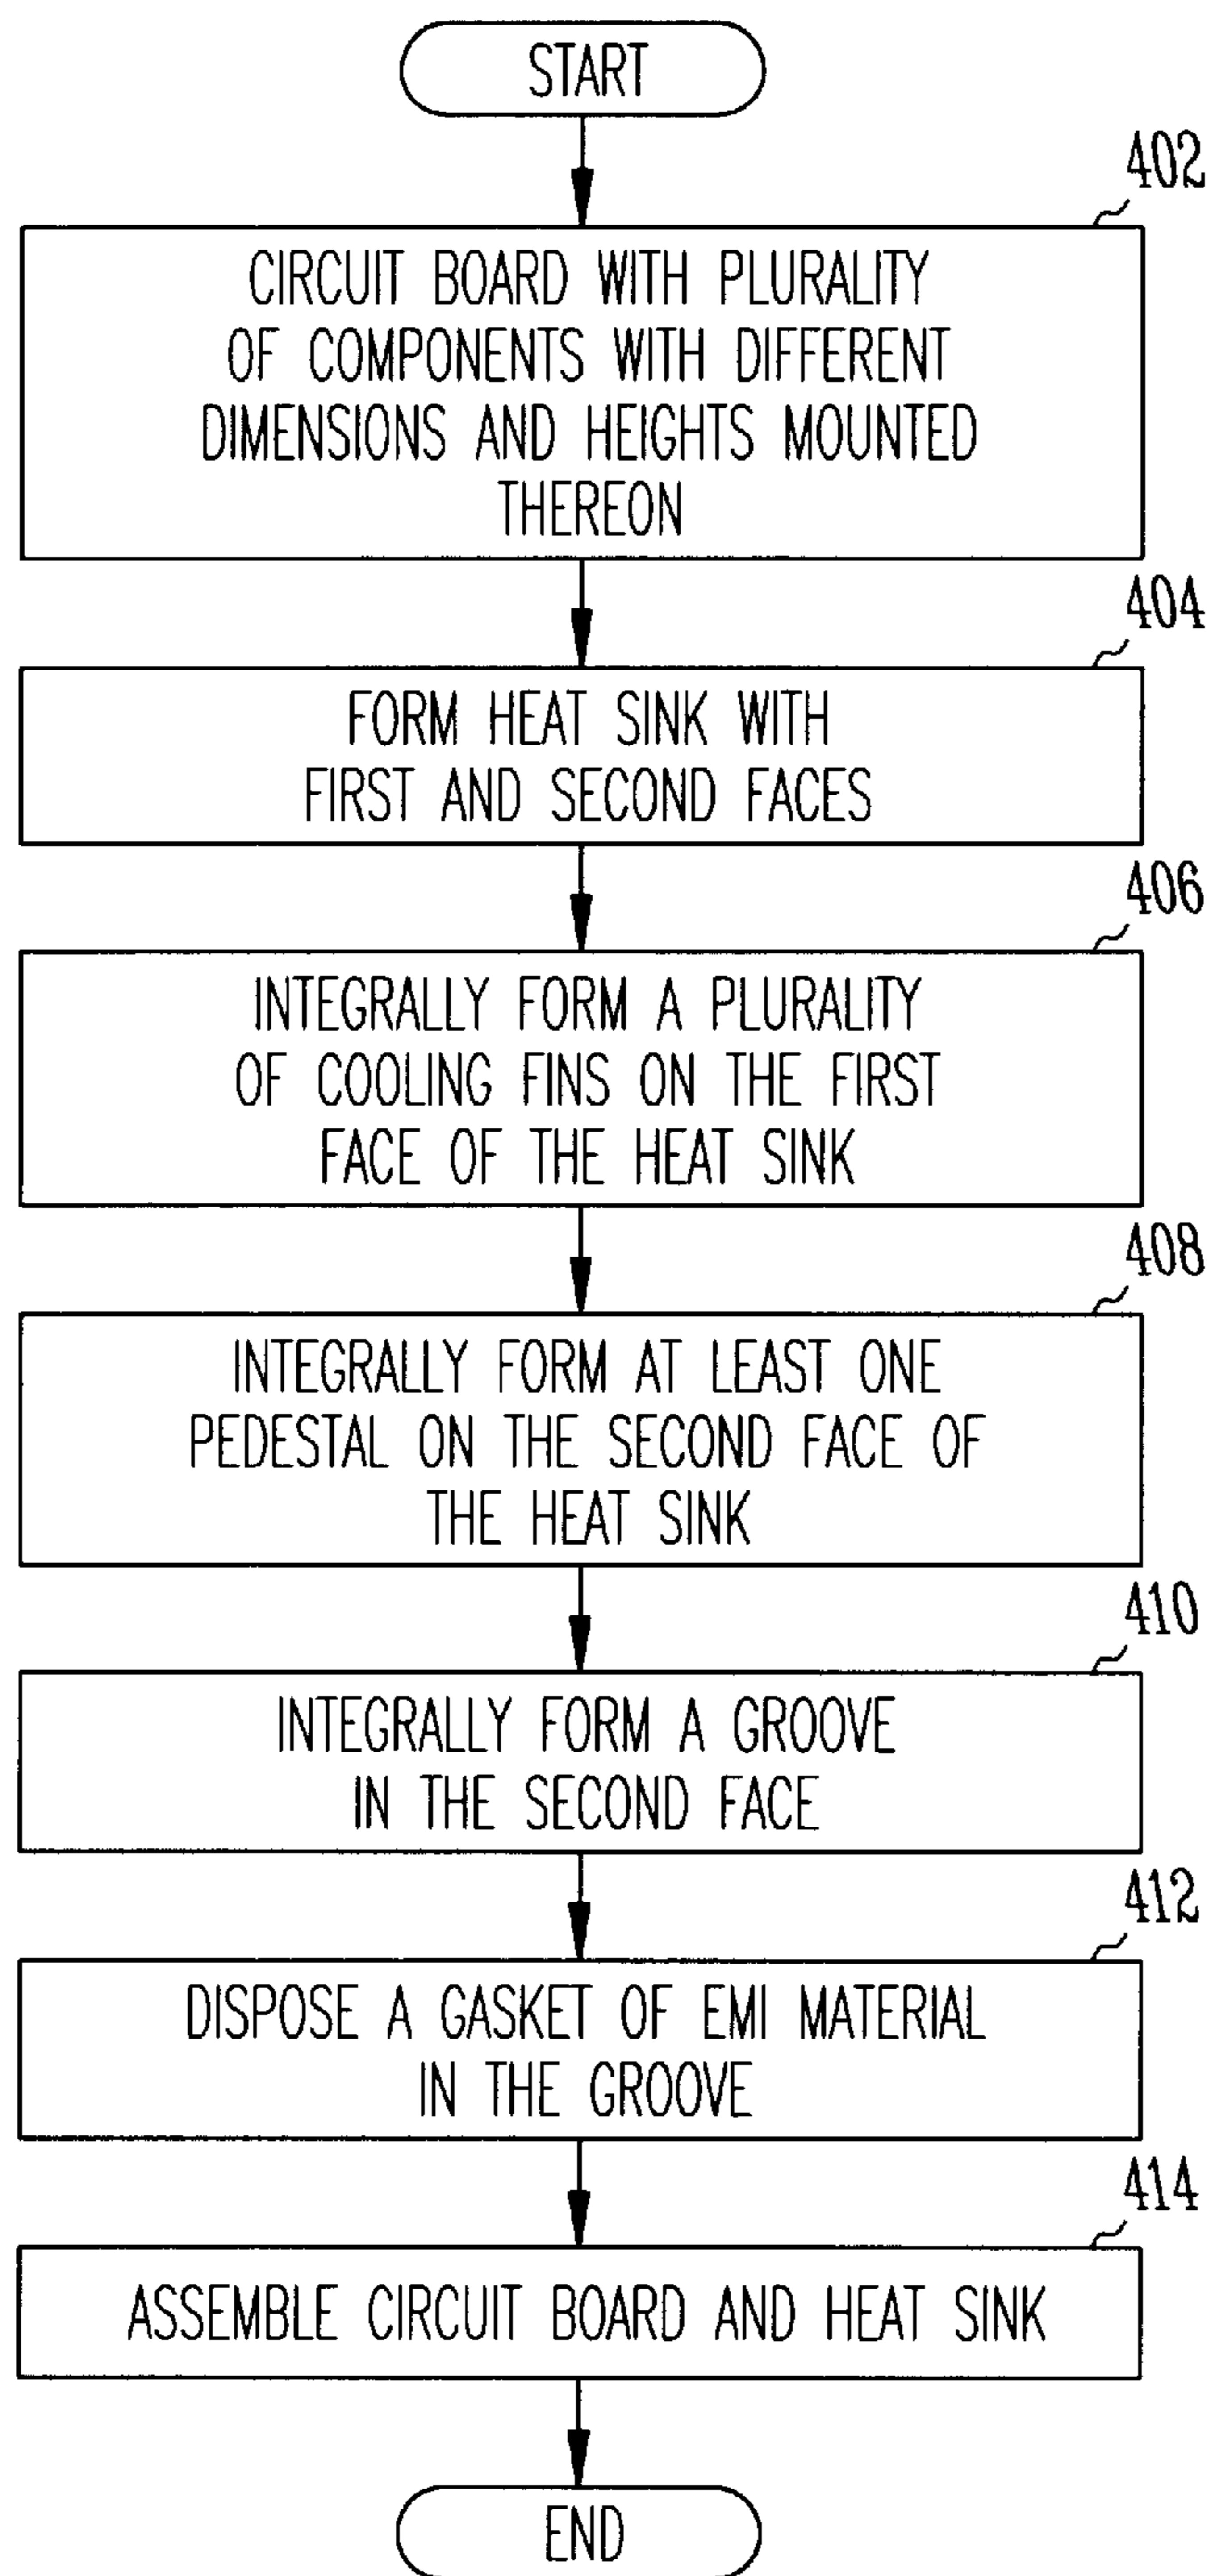 START
402
CIRCUIT BOARD WITH PLURALITY
OF COMPONENTS WITH DIFFERENT
DIMENSIONS AND HEIGHTS MOUNTED
THEREON
404
FORM HEAT SINK WITH
FIRST AND SECOND FACES
406
INTEGRALLY FORM A PLURALITY
OF COOLING FINS ON THE FIRST
FACE OF THE HEAT SINK
408
INTEGRALLY FORM AT LEAST ONE
PEDESTAL ON THE SECOND FACE OF
THE HEAT SINK
410
INTEGRALLY FORM A GROOVE
IN THE SECOND FACE
412
DISPOSE A GASKET OF EMI MATERIAL
IN THE GROOVE
414
ASSEMBLE CIRCUIT BOARD AND HEAT SINK
END